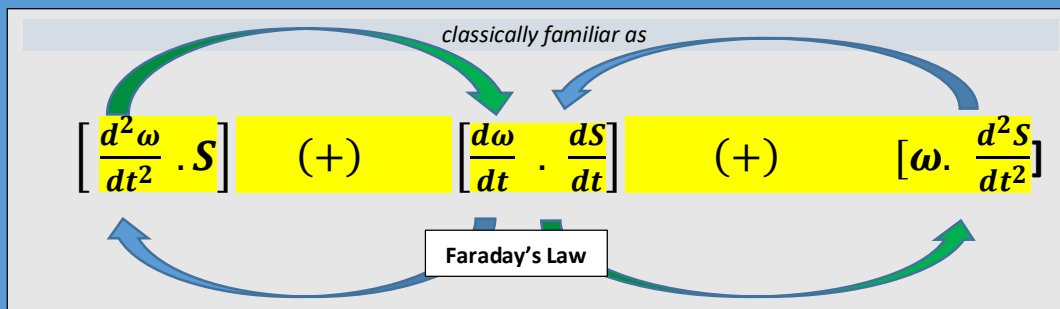 classically familiar as
[ d²ω/dt² . S ] (+) [ dω/dt . dS/dt ] (+) [ω. d²S/dt² ]
Faraday’s Law